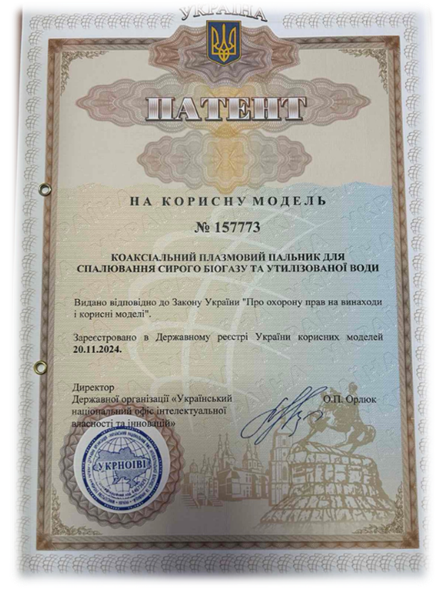 УКРАЇНА
ПАТЕНТ
НА КОРИСНУ МОДЕЛЬ
№ 157773
КОАКСІАЛЬНИЙ ПЛАЗМОВИЙ ПАЛЬНИК ДЛЯ
СПАЛЮВАННЯ СИРОГО БІОГАЗУ ТА УТИЛІЗОВАНОЇ ВОДИ
Видано відповідно до Закону України "Про охорону прав на винаходи
і корисні моделі".
Зареєстровано в Державному реєстрі України корисних моделей
20.11.2024.
Директор
Державної організації «Український
національний офіс інтелектуальної
власності та інновацій»
О.П. Орлюк
УКРНОІВІ